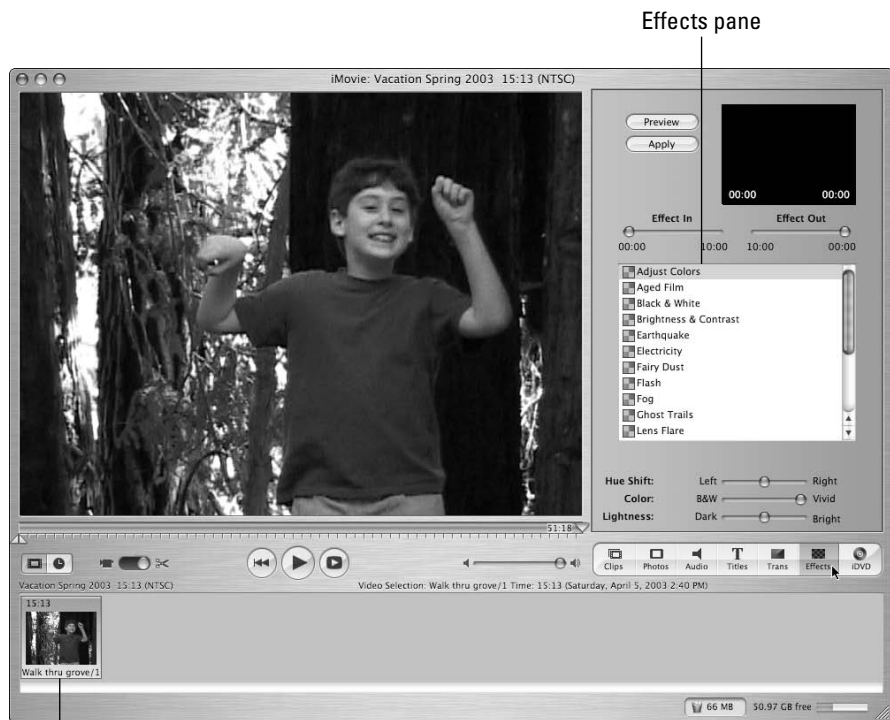 Effects pane
iMovie: Vacation Spring 2003 15:13 (NTSC)
Preview
Apply
00:00 00:00
Effect In Effect Out
00:00 10:00 10:00 00:00
Adjust Colors
Aged Film
Black & White
Brightness & Contrast
Earthquake
Electricity
Fairy Dust
Flash
Fog
Ghost Trails
Lens Flare
Hue Shift: Left Right
Color: B&W Vivid
Lightness: Dark Bright
51:18
Clips Photos Audio Titles Trans Effects iDVD
Vacation Spring 2003 15:13 (NTSC) Video Selection: Walk thru grove/1 Time: 15:13 (Saturday, April 5, 2003 2:40 PM)
15:13
Walk thru grove/1
66 MB 50.97 GB free